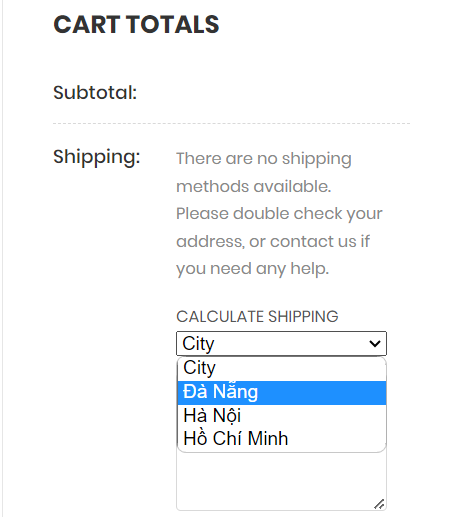 CART TOTALS
Subtotal:
Shipping:
There are no shipping
methods available.
Please double check your
address, or contact us if
you need any help.
CALCULATE SHIPPING
City
City
Đà Nẵng
Hà Nội
Hồ Chí Minh